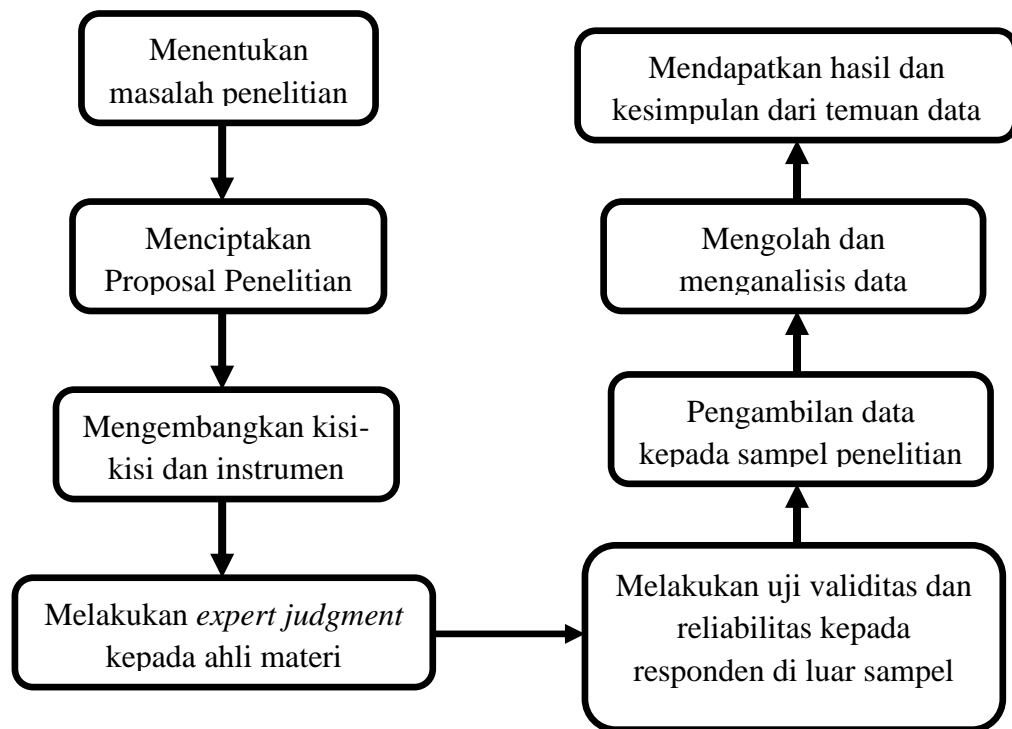 Menentukan
masalah penelitian
Menciptakan
Proposal Penelitian
Mengembangkan kisi-
kisi dan instrumen
Melakukan expert judgment
kepada ahli materi
Melakukan uji validitas dan
reliabilitas kepada
responden di luar sampel
Pengambilan data
kepada sampel penelitian
Mengolah dan
menganalisis data
Mendapatkan hasil dan
kesimpulan dari temuan data